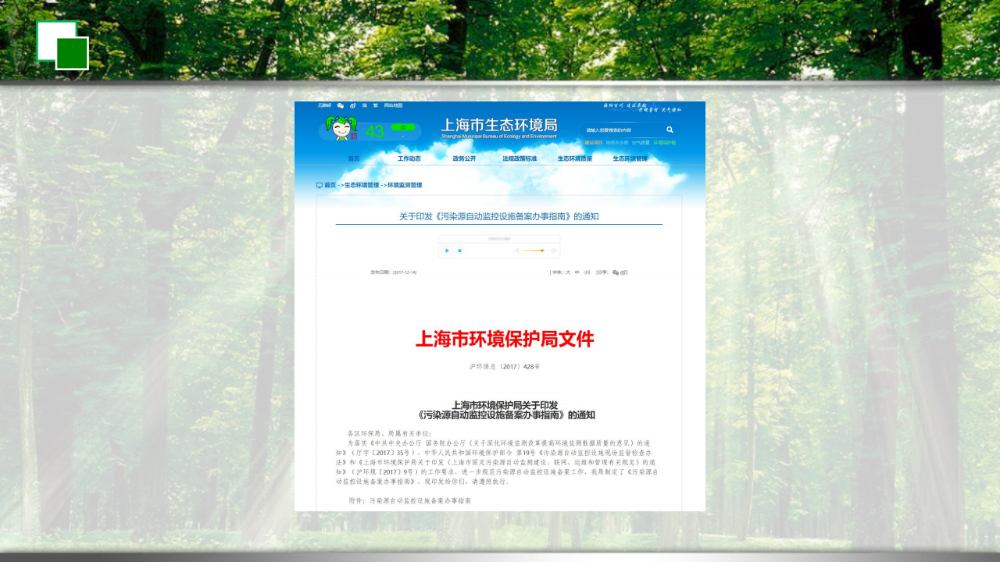 无障碍 简 繁 网站地图
海纳百川 追求卓越
开明睿智 大气谦和
43 优
上海市生态环境局
Shanghai Municipal Bureau of Ecology and Environment
请输入您要搜索的内容
建设项目 地表水水质 空气质量 环境保护税
首页 工作动态 政务公开 法规政策标准 生态环境质量 生态环境管理
首页 ->生态环境管理 ->环境监测管理
关于印发《污染源自动监控设施备案办事指南》的通知
发布日期：[2017-12-14] [ 字体：大 中 小] [分享： ]
上海市环境保护局文件
沪环保总〔2017〕428号
上海市环境保护局关于印发
《污染源自动监控设施备案办事指南》的通知
各区环保局、局属有关单位：
为落实《中共中央办公厅 国务院办公厅〈关于深化环境监测改革提高环境监测数据质量的意见〉的通
知》（厅字〔2017〕35号）、中华人民共和国环境保护部令 第19号《污染源自动监控设施现场监督检查办
法》和《上海市环境保护局关于印发〈上海市固定污染源自动监测建设、联网、运维和管理有关规定〉的通
知》（沪环规〔2017〕9号）的工作要求，进一步规范污染源自动监控设施备案工作，我局制定了《污染源自
动监控设施备案办事指南》，现印发给你们，请遵照执行。
附件：污染源自动监控设施备案办事指南